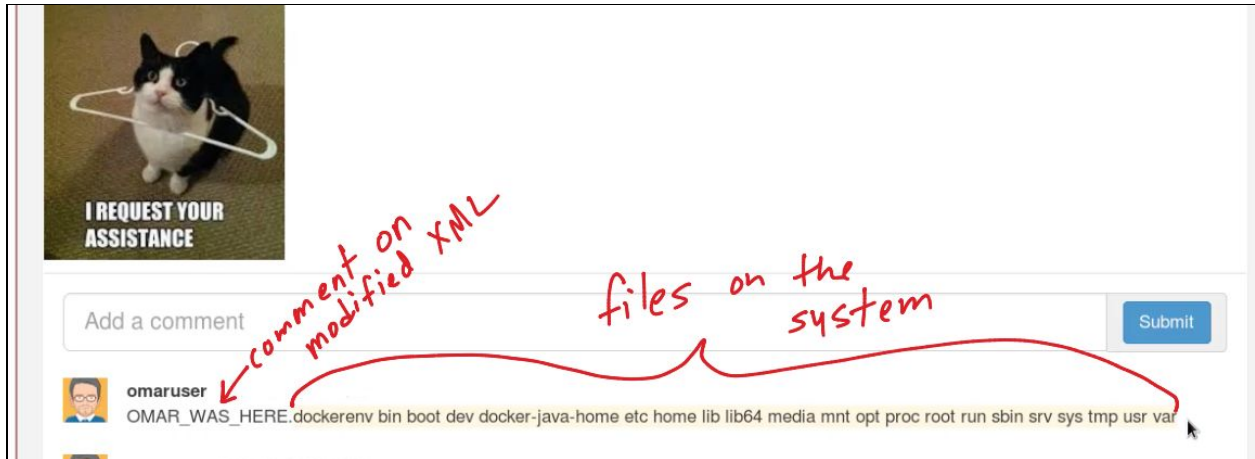 I REQUEST YOUR
ASSISTANCE
comment on
modified XML
files on the
system
Add a comment
Submit
omaruser
OMAR_WAS_HERE.dockerenv bin boot dev docker-java-home etc home lib lib64 media mnt opt proc root run sbin srv sys tmp usr var